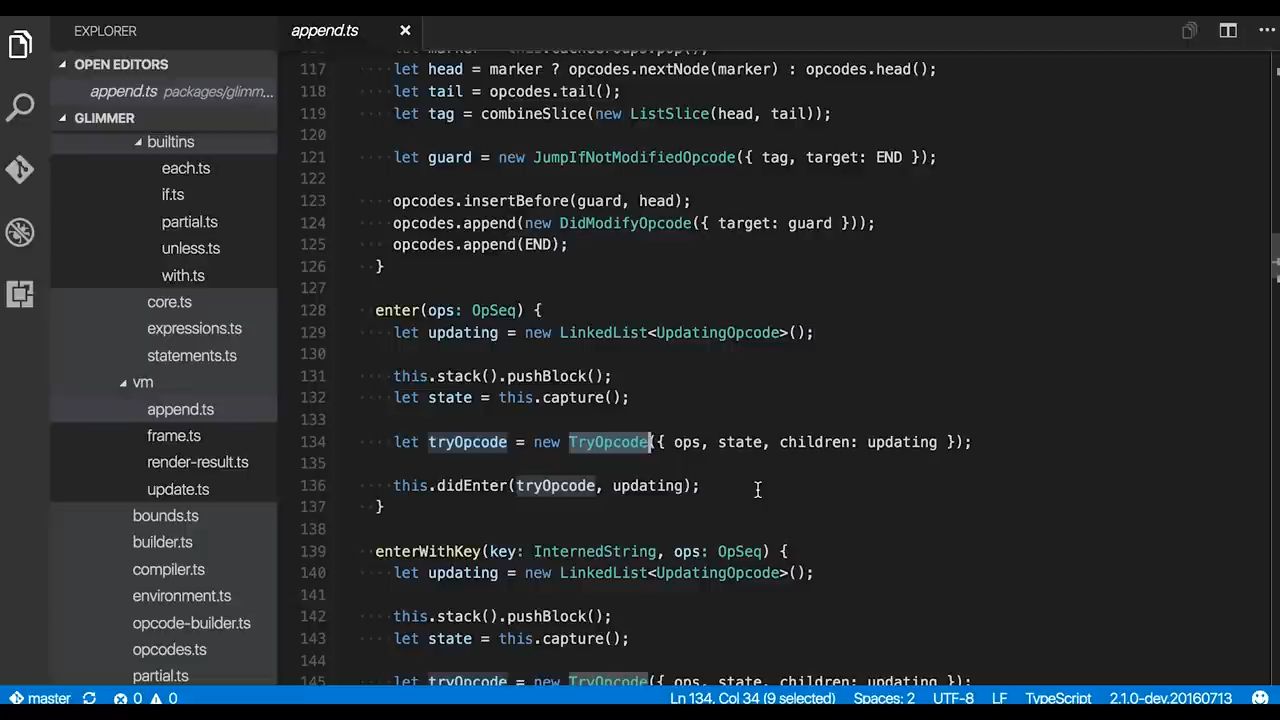 EXPLORER
OPEN EDITORS
append.ts packages/glimm...
GLIMMER
builtins
each.ts
if.ts
partial.ts
unless.ts
with.ts
core.ts
expressions.ts
statements.ts
vm
append.ts
frame.ts
render-result.ts
update.ts
bounds.ts
builder.ts
compiler.ts
environment.ts
opcode-builder.ts
opcodes.ts
partial.ts
append.ts
117 let head = marker ? opcodes.nextNode(marker) : opcodes.head();
118 let tail = opcodes.tail();
119 let tag = combineSlice(new ListSlice(head, tail));
120
121 let guard = new JumpIfNotModifiedOpcode({ tag, target: END });
122
123 opcodes.insertBefore(guard, head);
124 opcodes.append(new DidModifyOpcode({ target: guard }));
125 opcodes.append(END);
126 }
127
128 enter(ops: OpSeq) {
129 let updating = new LinkedList<UpdatingOpcode>();
130
131 this.stack().pushBlock();
132 let state = this.capture();
133
134 let tryOpcode = new TryOpcode({ ops, state, children: updating });
135
136 this.didEnter(tryOpcode, updating);
137 }
138
139 enterWithKey(key: InternedString, ops: OpSeq) {
140 let updating = new LinkedList<UpdatingOpcode>();
141
142 this.stack().pushBlock();
143 let state = this.capture();
144
145 let tryOpcode = new TryOpcode({ ops, state, children: updating });
master 0 0 Ln 134, Col 34 (9 selected) Spaces: 2 UTF-8 LF TypeScript 2.1.0-dev.20160713